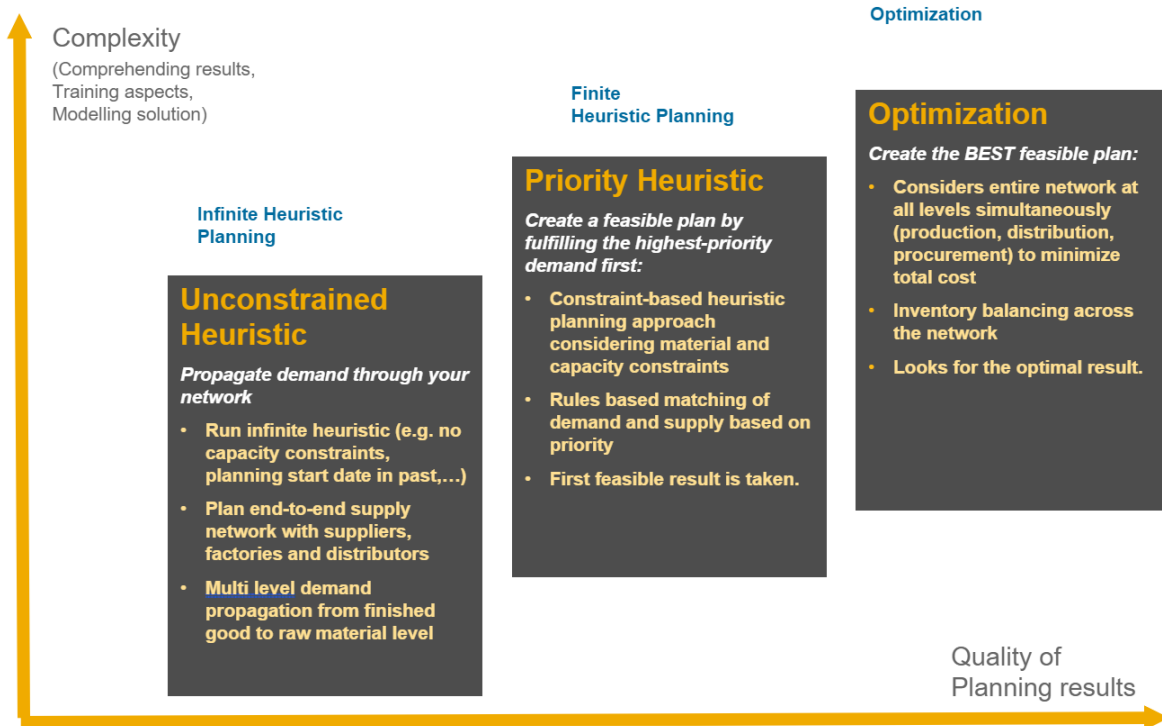 Complexity
(Comprehending results,
Training aspects,
Modelling solution)
Infinite Heuristic
Planning
Unconstrained
Heuristic
Propagate demand through your
network
• Run infinite heuristic (e.g. no
capacity constraints,
planning start date in past,...)
• Plan end-to-end supply
network with suppliers,
factories and distributors
• Multi level demand
propagation from finished
good to raw material level
Finite
Heuristic Planning
Priority Heuristic
Create a feasible plan by
fulfilling the highest-priority
demand first:
• Constraint-based heuristic
planning approach
considering material and
capacity constraints
• Rules based matching of
demand and supply based on
priority
• First feasible result is taken.
Optimization
Optimization
Create the BEST feasible plan:
• Considers entire network at
all levels simultaneously
(production, distribution,
procurement) to minimize
total cost
• Inventory balancing across
the network
• Looks for the optimal result.
Quality of
Planning results